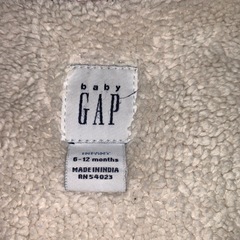 baby
GAP
6-12 months
MADE IN INDIA
RN 54023